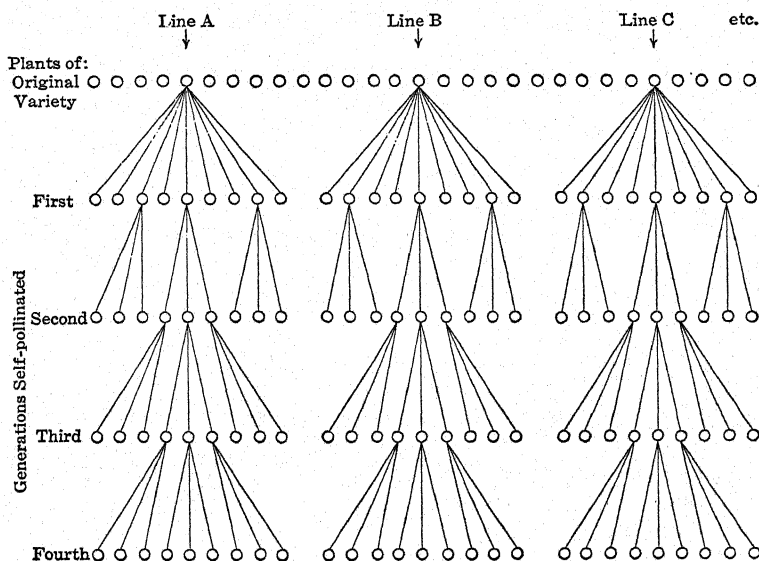 Line A Line B Line C etc.
Plants of:
Original
Variety
First
Second
Third
Fourth
Generations Self-pollinated